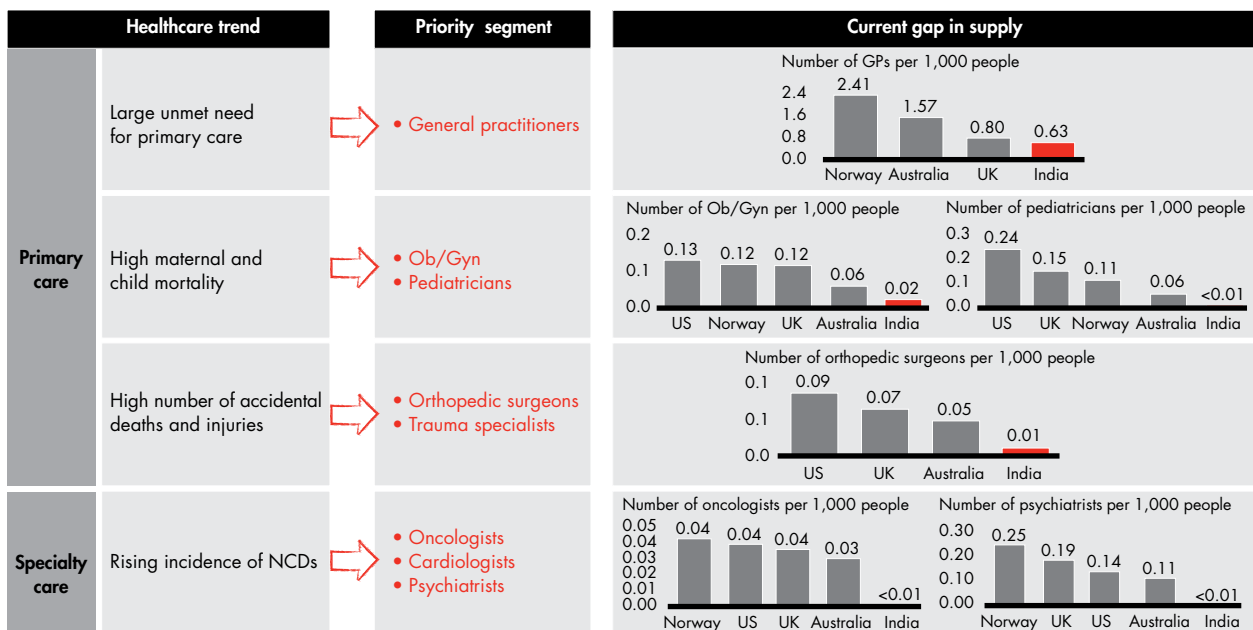 Healthcare trend
Priority segment
Current gap in supply
Primary
care
Large unmet need
for primary care
• General practitioners
Number of GPs per 1,000 people
2.4
1.6
0.8
0.0
2.41
1.57
0.80
0.63
Norway
Australia
UK
India
High maternal and
child mortality
• Ob/Gyn
• Pediatricians
Number of Ob/Gyn per 1,000 people
0.2
0.1
0.0
0.13
0.12
0.12
0.06
0.02
US
Norway
UK
Australia
India
Number of pediatricians per 1,000 people
0.3
0.2
0.1
0.0
0.24
0.15
0.11
0.06
<0.01
US
UK
Norway
Australia
India
High number of accidental
deaths and injuries
• Orthopedic surgeons
• Trauma specialists
Number of orthopedic surgeons per 1,000 people
0.1
0.1
0.0
0.09
0.07
0.05
0.01
US
UK
Australia
India
Specialty
care
Rising incidence of NCDs
• Oncologists
• Cardiologists
• Psychiatrists
Number of oncologists per 1,000 people
0.05
0.04
0.03
0.02
0.01
0.00
0.04
0.04
0.04
0.03
<0.01
Norway
US
UK
Australia
India
Number of psychiatrists per 1,000 people
0.30
0.20
0.10
0.00
0.25
0.19
0.14
0.11
<0.01
Norway
UK
US
Australia
India